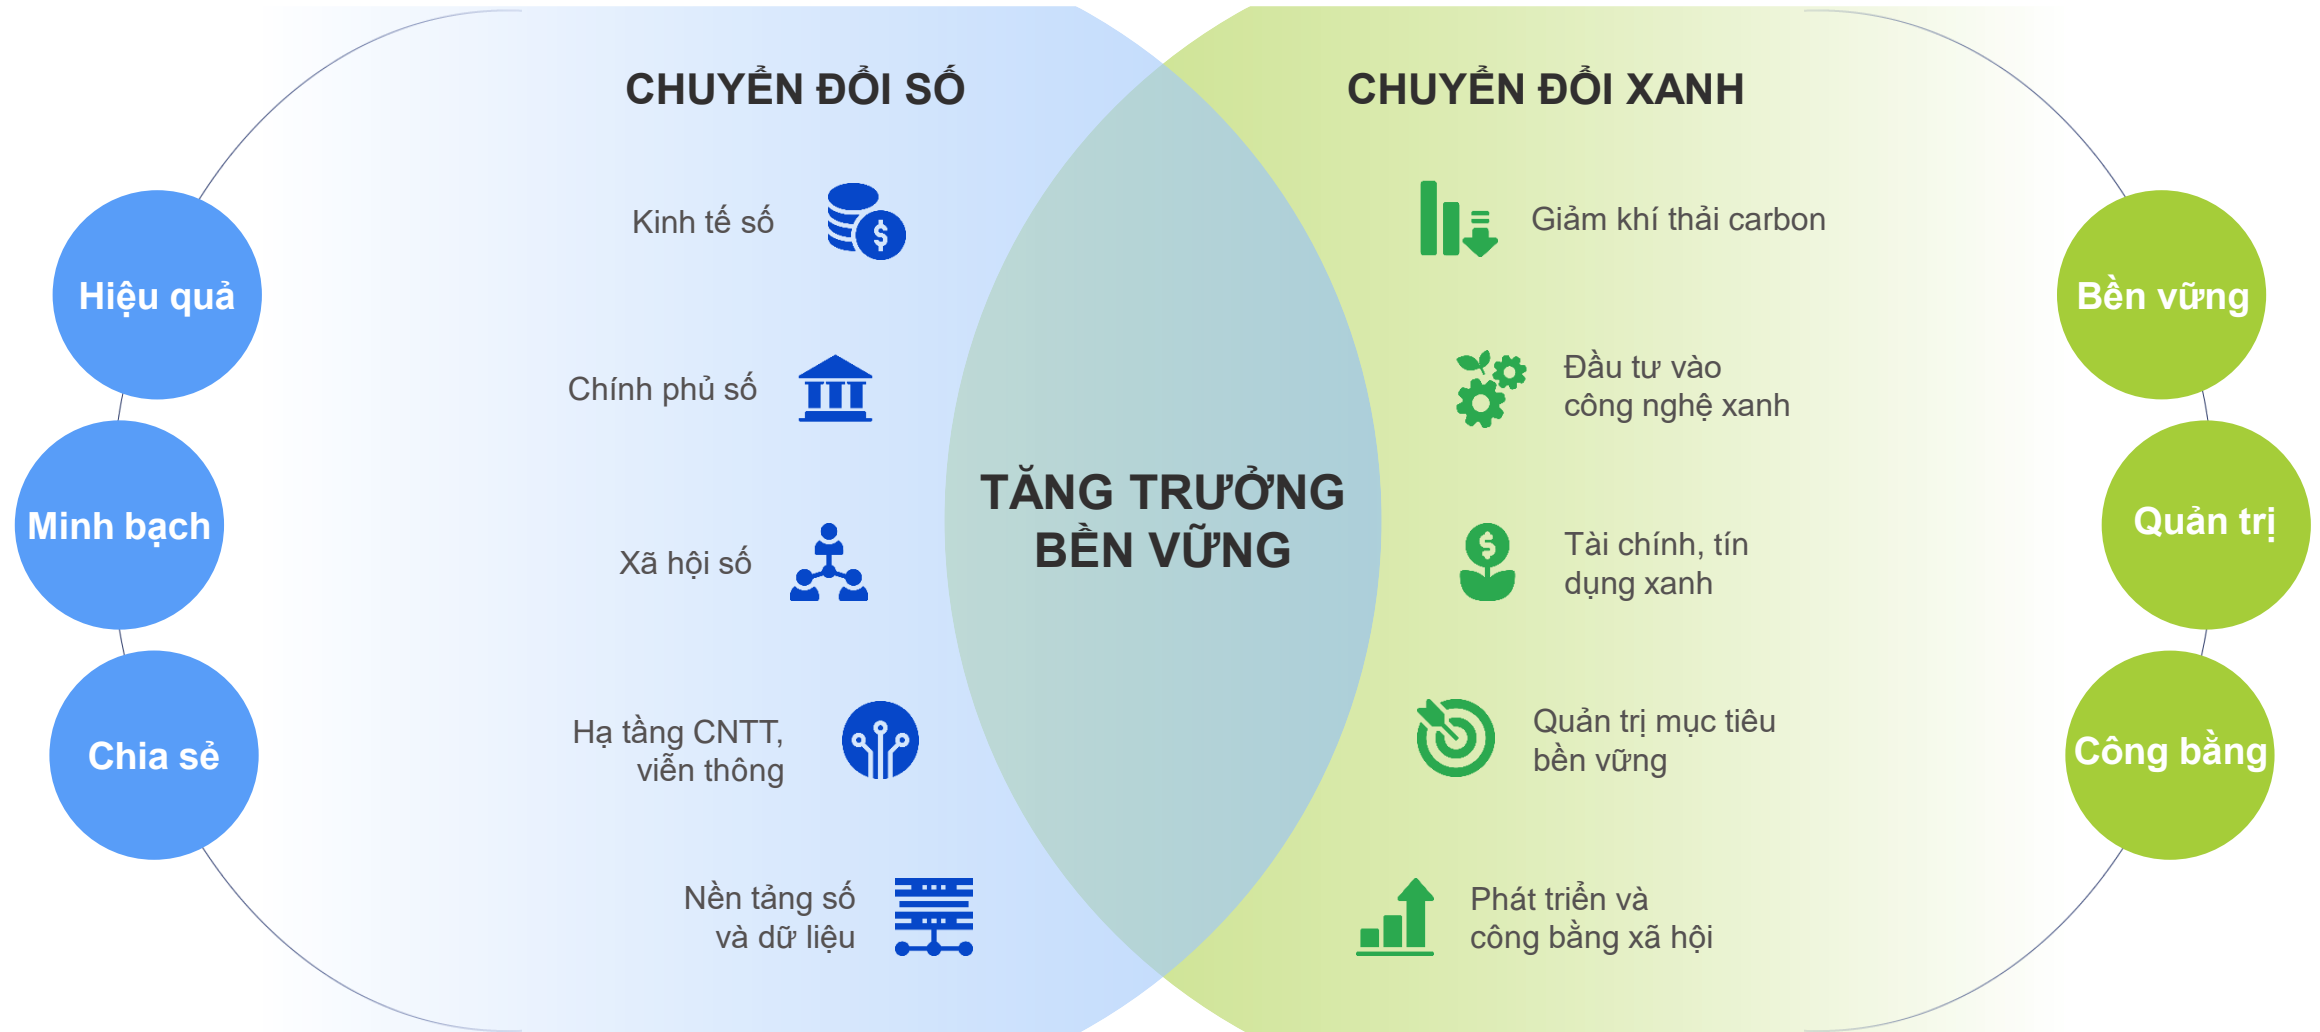 CHUYỂN ĐỔI SỐ
Kinh tế số
Chính phủ số
Xã hội số
Hạ tầng CNTT,
viễn thông
Nền tảng số
và dữ liệu
Hiệu quả
Minh bạch
Chia sẻ
TĂNG TRƯỞNG
BỀN VỮNG
CHUYỂN ĐỔI XANH
Giảm khí thải carbon
Đầu tư vào
công nghệ xanh
Tài chính, tín
dụng xanh
Quản trị mục tiêu
bền vững
Phát triển và
công bằng xã hội
Bền vững
Quản trị
Công bằng